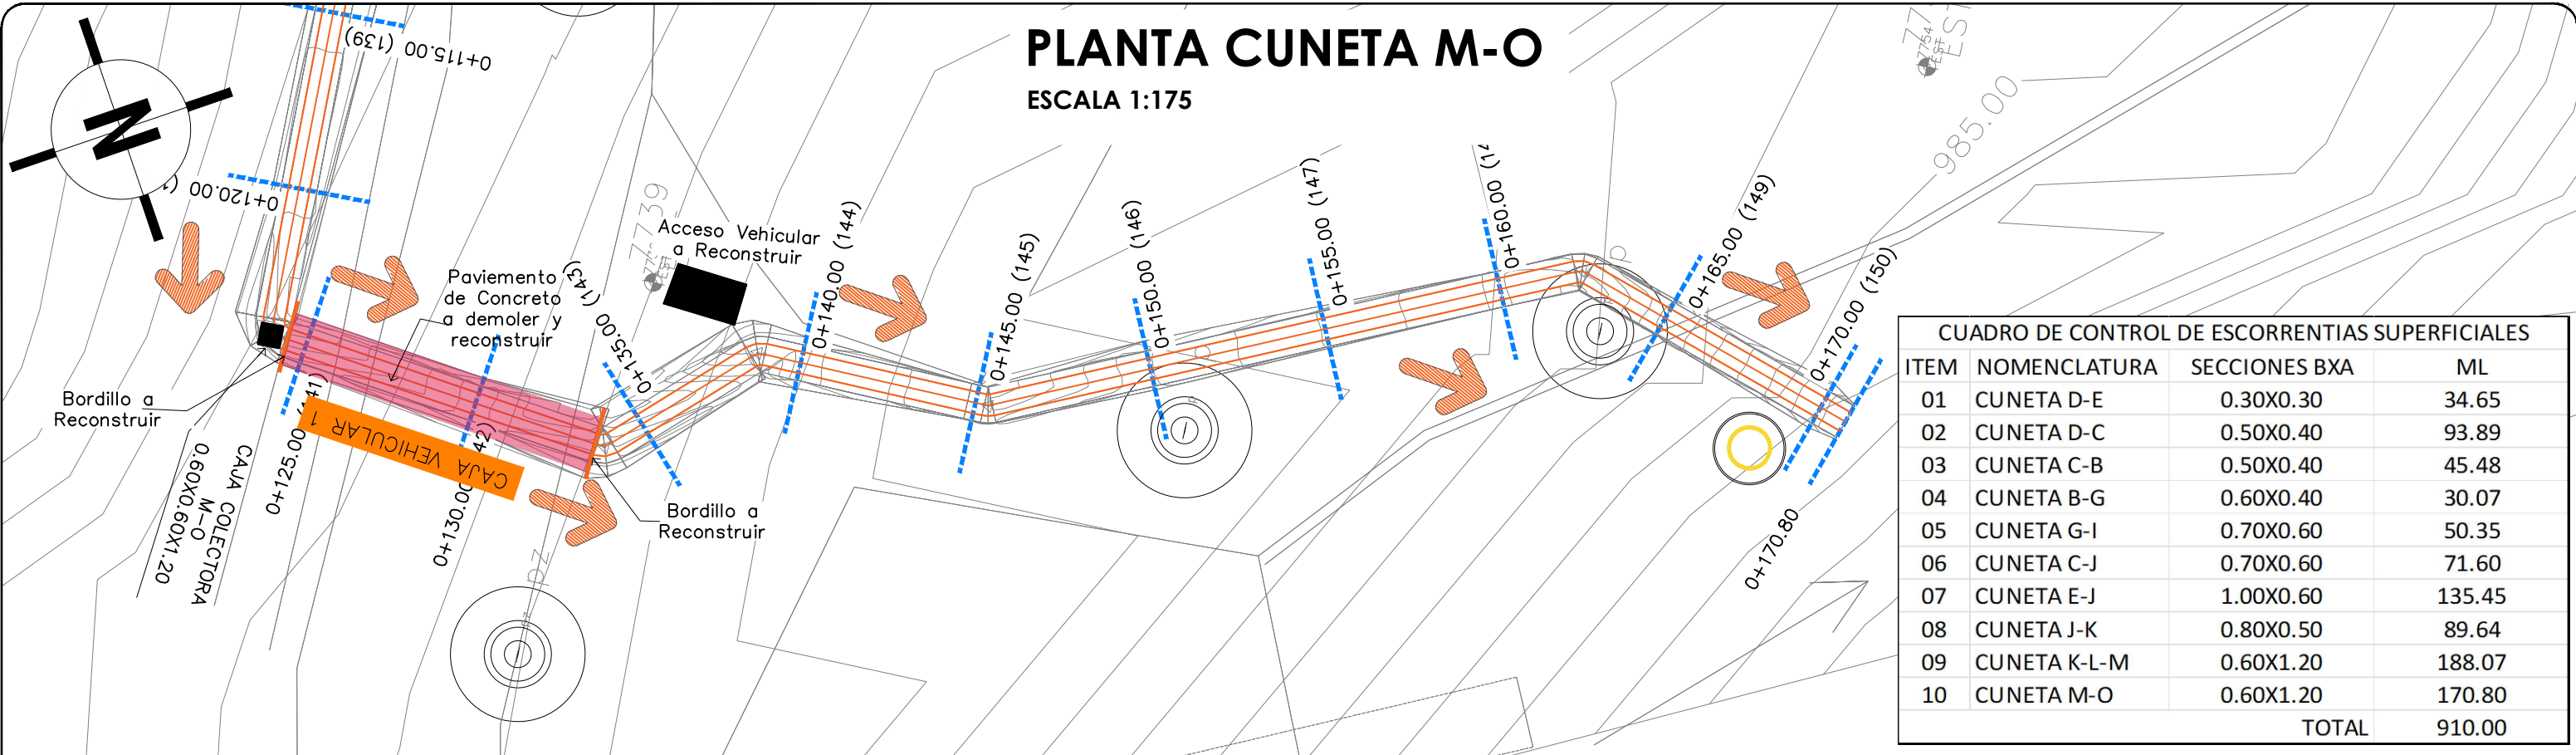 PLANTA CUNETA M-O
ESCALA 1:175
N
0+115.00 (139)
0+120.00
Acceso Vehicular
a Reconstruir
Paviemento
de Concreto
a demoler y
reconstruir
Bordillo a
Reconstruir
CAJA VEHICULAR 1
CAJA COLECTORA
M-O
0.60X0.60X1.20
0+125.00
0+130.00
0+135.00 (143)
Bordillo a
Reconstruir
0+140.00 (144)
0+145.00 (145)
0+150.00 (146)
0+155.00 (147)
0+160.00
0+165.00 (149)
0+170.00 (150)
0+170.80
985.00
CUADRO DE CONTROL DE ESCORRENTIAS SUPERFICIALES
ITEM NOMENCLATURA SECCIONES BXA ML
01 CUNETA D-E 0.30X0.30 34.65
02 CUNETA D-C 0.50X0.40 93.89
03 CUNETA C-B 0.50X0.40 45.48
04 CUNETA B-G 0.60X0.40 30.07
05 CUNETA G-I 0.70X0.60 50.35
06 CUNETA C-J 0.70X0.60 71.60
07 CUNETA E-J 1.00X0.60 135.45
08 CUNETA J-K 0.80X0.50 89.64
09 CUNETA K-L-M 0.60X1.20 188.07
10 CUNETA M-O 0.60X1.20 170.80
TOTAL 910.00